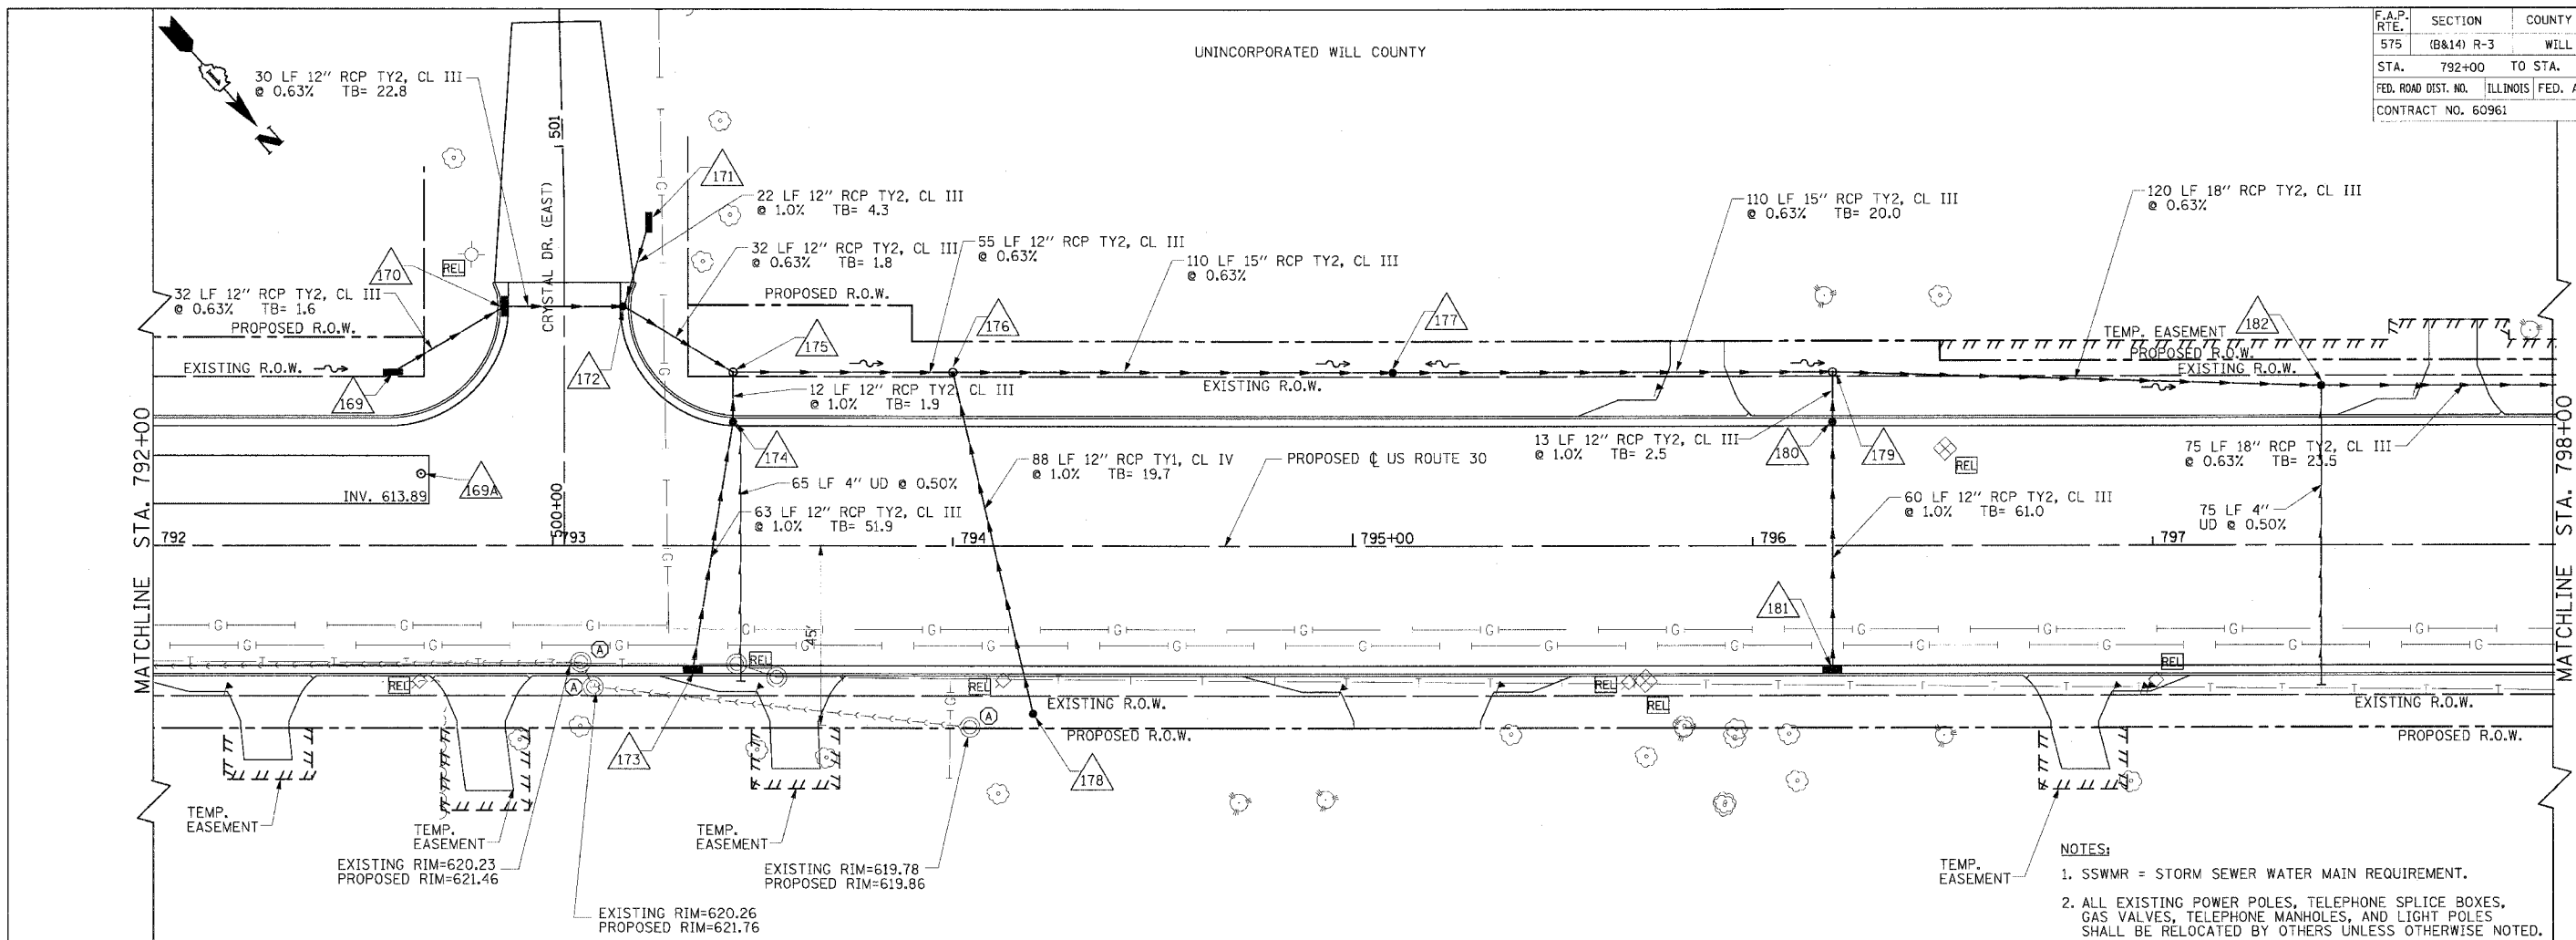 UNINCORPORATED WILL COUNTY
F.A.P. RTE. SECTION COUNTY
575 (B&14) R-3 WILL
STA. 792+00 TO STA.
FED. ROAD DIST. NO. ILLINOIS FED. A
CONTRACT NO. 60961
N
30 LF 12" RCP TY2, CL III
@ 0.63% TB= 22.8
501
CRYSTAL DR. (EAST)
500+00
171
22 LF 12" RCP TY2, CL III
@ 1.0% TB= 4.3
32 LF 12" RCP TY2, CL III
@ 0.63% TB= 1.8
55 LF 12" RCP TY2, CL III
@ 0.63%
110 LF 15" RCP TY2, CL III
@ 0.63%
110 LF 15" RCP TY2, CL III
@ 0.63% TB= 20.0
120 LF 18" RCP TY2, CL III
@ 0.63%
170
REL
32 LF 12" RCP TY2, CL III
@ 0.63% TB= 1.6
PROPOSED R.O.W.
EXISTING R.O.W.
169
172
PROPOSED R.O.W.
175
176
177
EXISTING R.O.W.
TEMP. EASEMENT
182
PROPOSED R.O.W.
EXISTING R.O.W.
12 LF 12" RCP TY2, CL III
@ 1.0% TB= 1.9
174
13 LF 12" RCP TY2, CL III
@ 1.0% TB= 2.5
180
179
REL
75 LF 18" RCP TY2, CL III
@ 0.63% TB= 23.5
169A
INV. 613.89
65 LF 4" UD @ 0.50%
63 LF 12" RCP TY2, CL III
@ 1.0% TB= 51.9
88 LF 12" RCP TY1, CL IV
@ 1.0% TB= 19.7
PROPOSED ℄ US ROUTE 30
60 LF 12" RCP TY2, CL III
@ 1.0% TB= 61.0
75 LF 4"
UD @ 0.50%
MATCHLINE STA. 792+00
MATCHLINE STA. 798+00
792
793
794
795+00
796
797
45'
181
G G G G G G G G G G G G G
G G G G G G G G G G G G G
T T T T T T T T T T T T
A
A
A
REL
REL
REL
REL
REL
REL
EXISTING R.O.W.
PROPOSED R.O.W.
EXISTING R.O.W.
PROPOSED R.O.W.
173
178
TEMP.
EASEMENT
TEMP.
EASEMENT
TEMP.
EASEMENT
TEMP.
EASEMENT
EXISTING RIM=620.23
PROPOSED RIM=621.46
EXISTING RIM=619.78
PROPOSED RIM=619.86
EXISTING RIM=620.26
PROPOSED RIM=621.76
NOTES:
1. SSWMR = STORM SEWER WATER MAIN REQUIREMENT.
2. ALL EXISTING POWER POLES, TELEPHONE SPLICE BOXES,
GAS VALVES, TELEPHONE MANHOLES, AND LIGHT POLES
SHALL BE RELOCATED BY OTHERS UNLESS OTHERWISE NOTED.